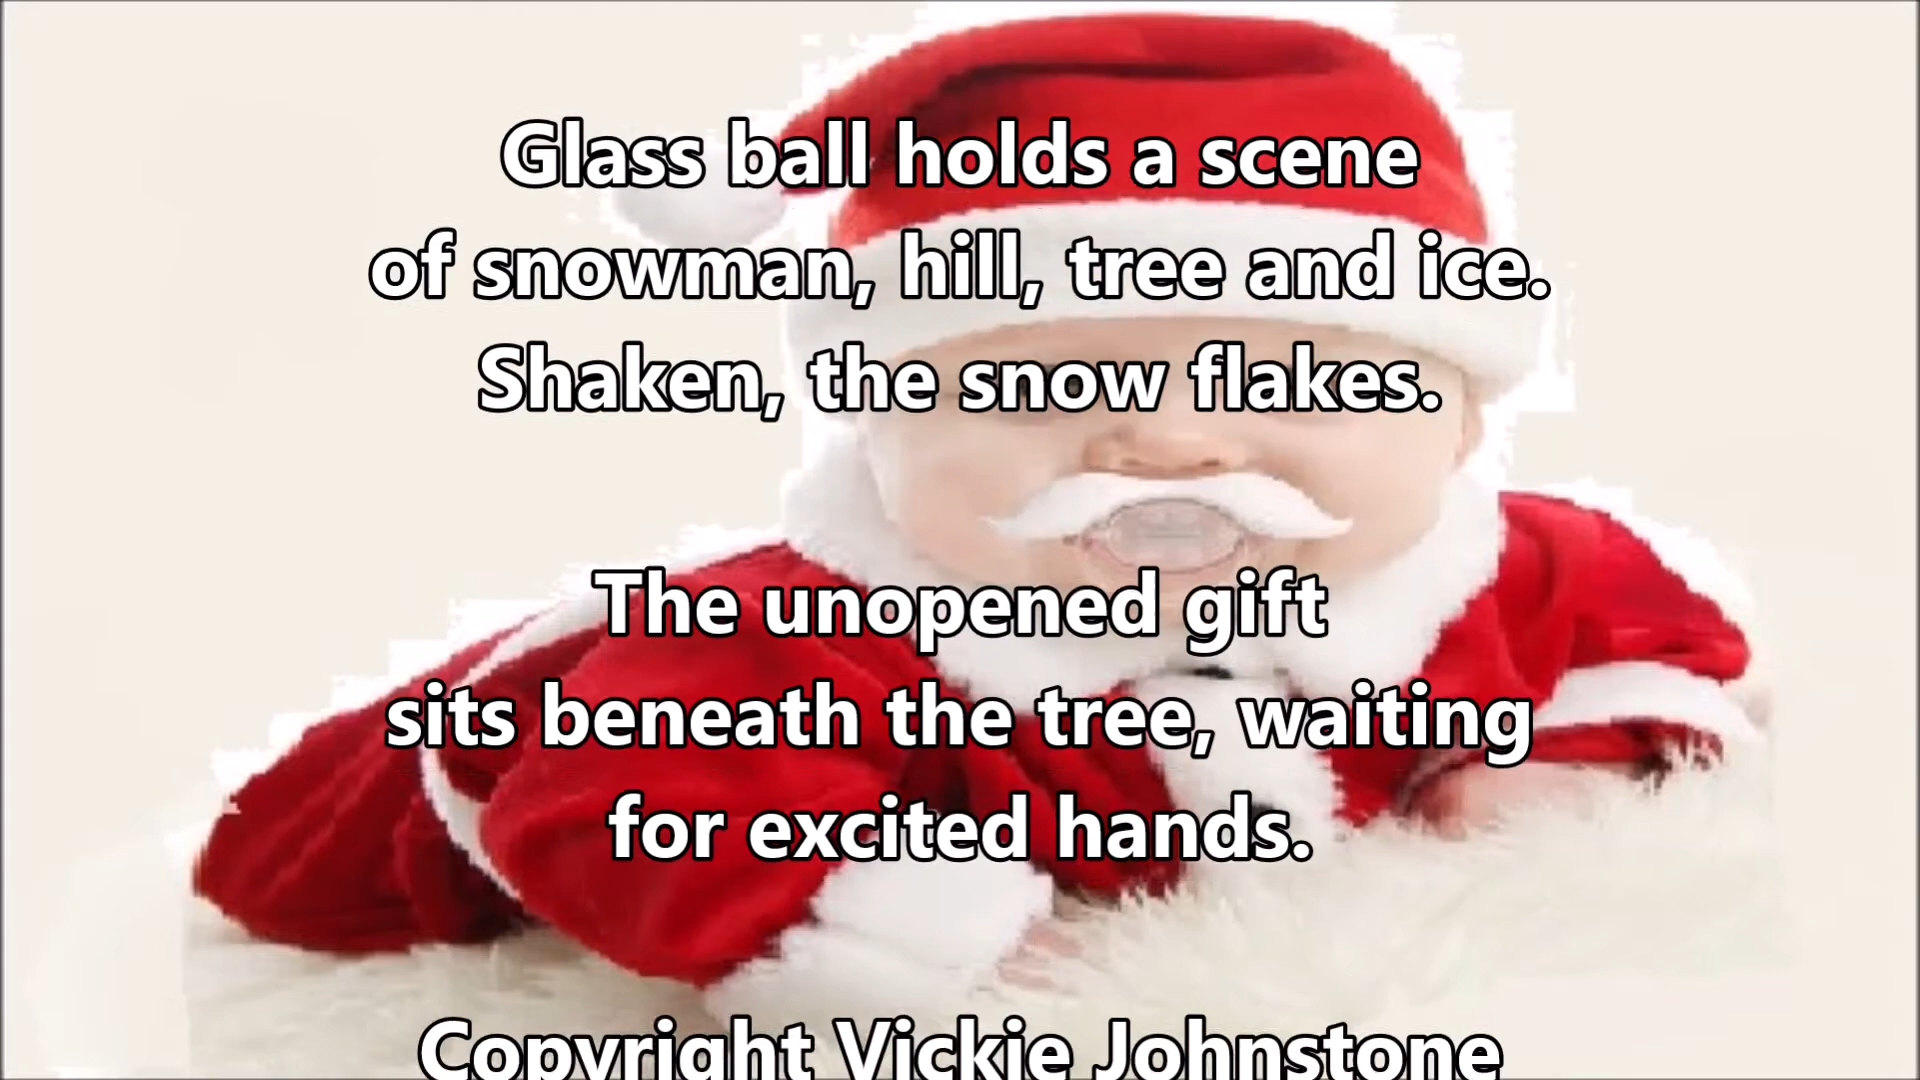 Glass ball holds a scene
of snowman, hill, tree and ice.
Shaken, the snow flakes.
The unopened gift
sits beneath the tree, waiting
for excited hands.
Copyright Vickie Johnstone